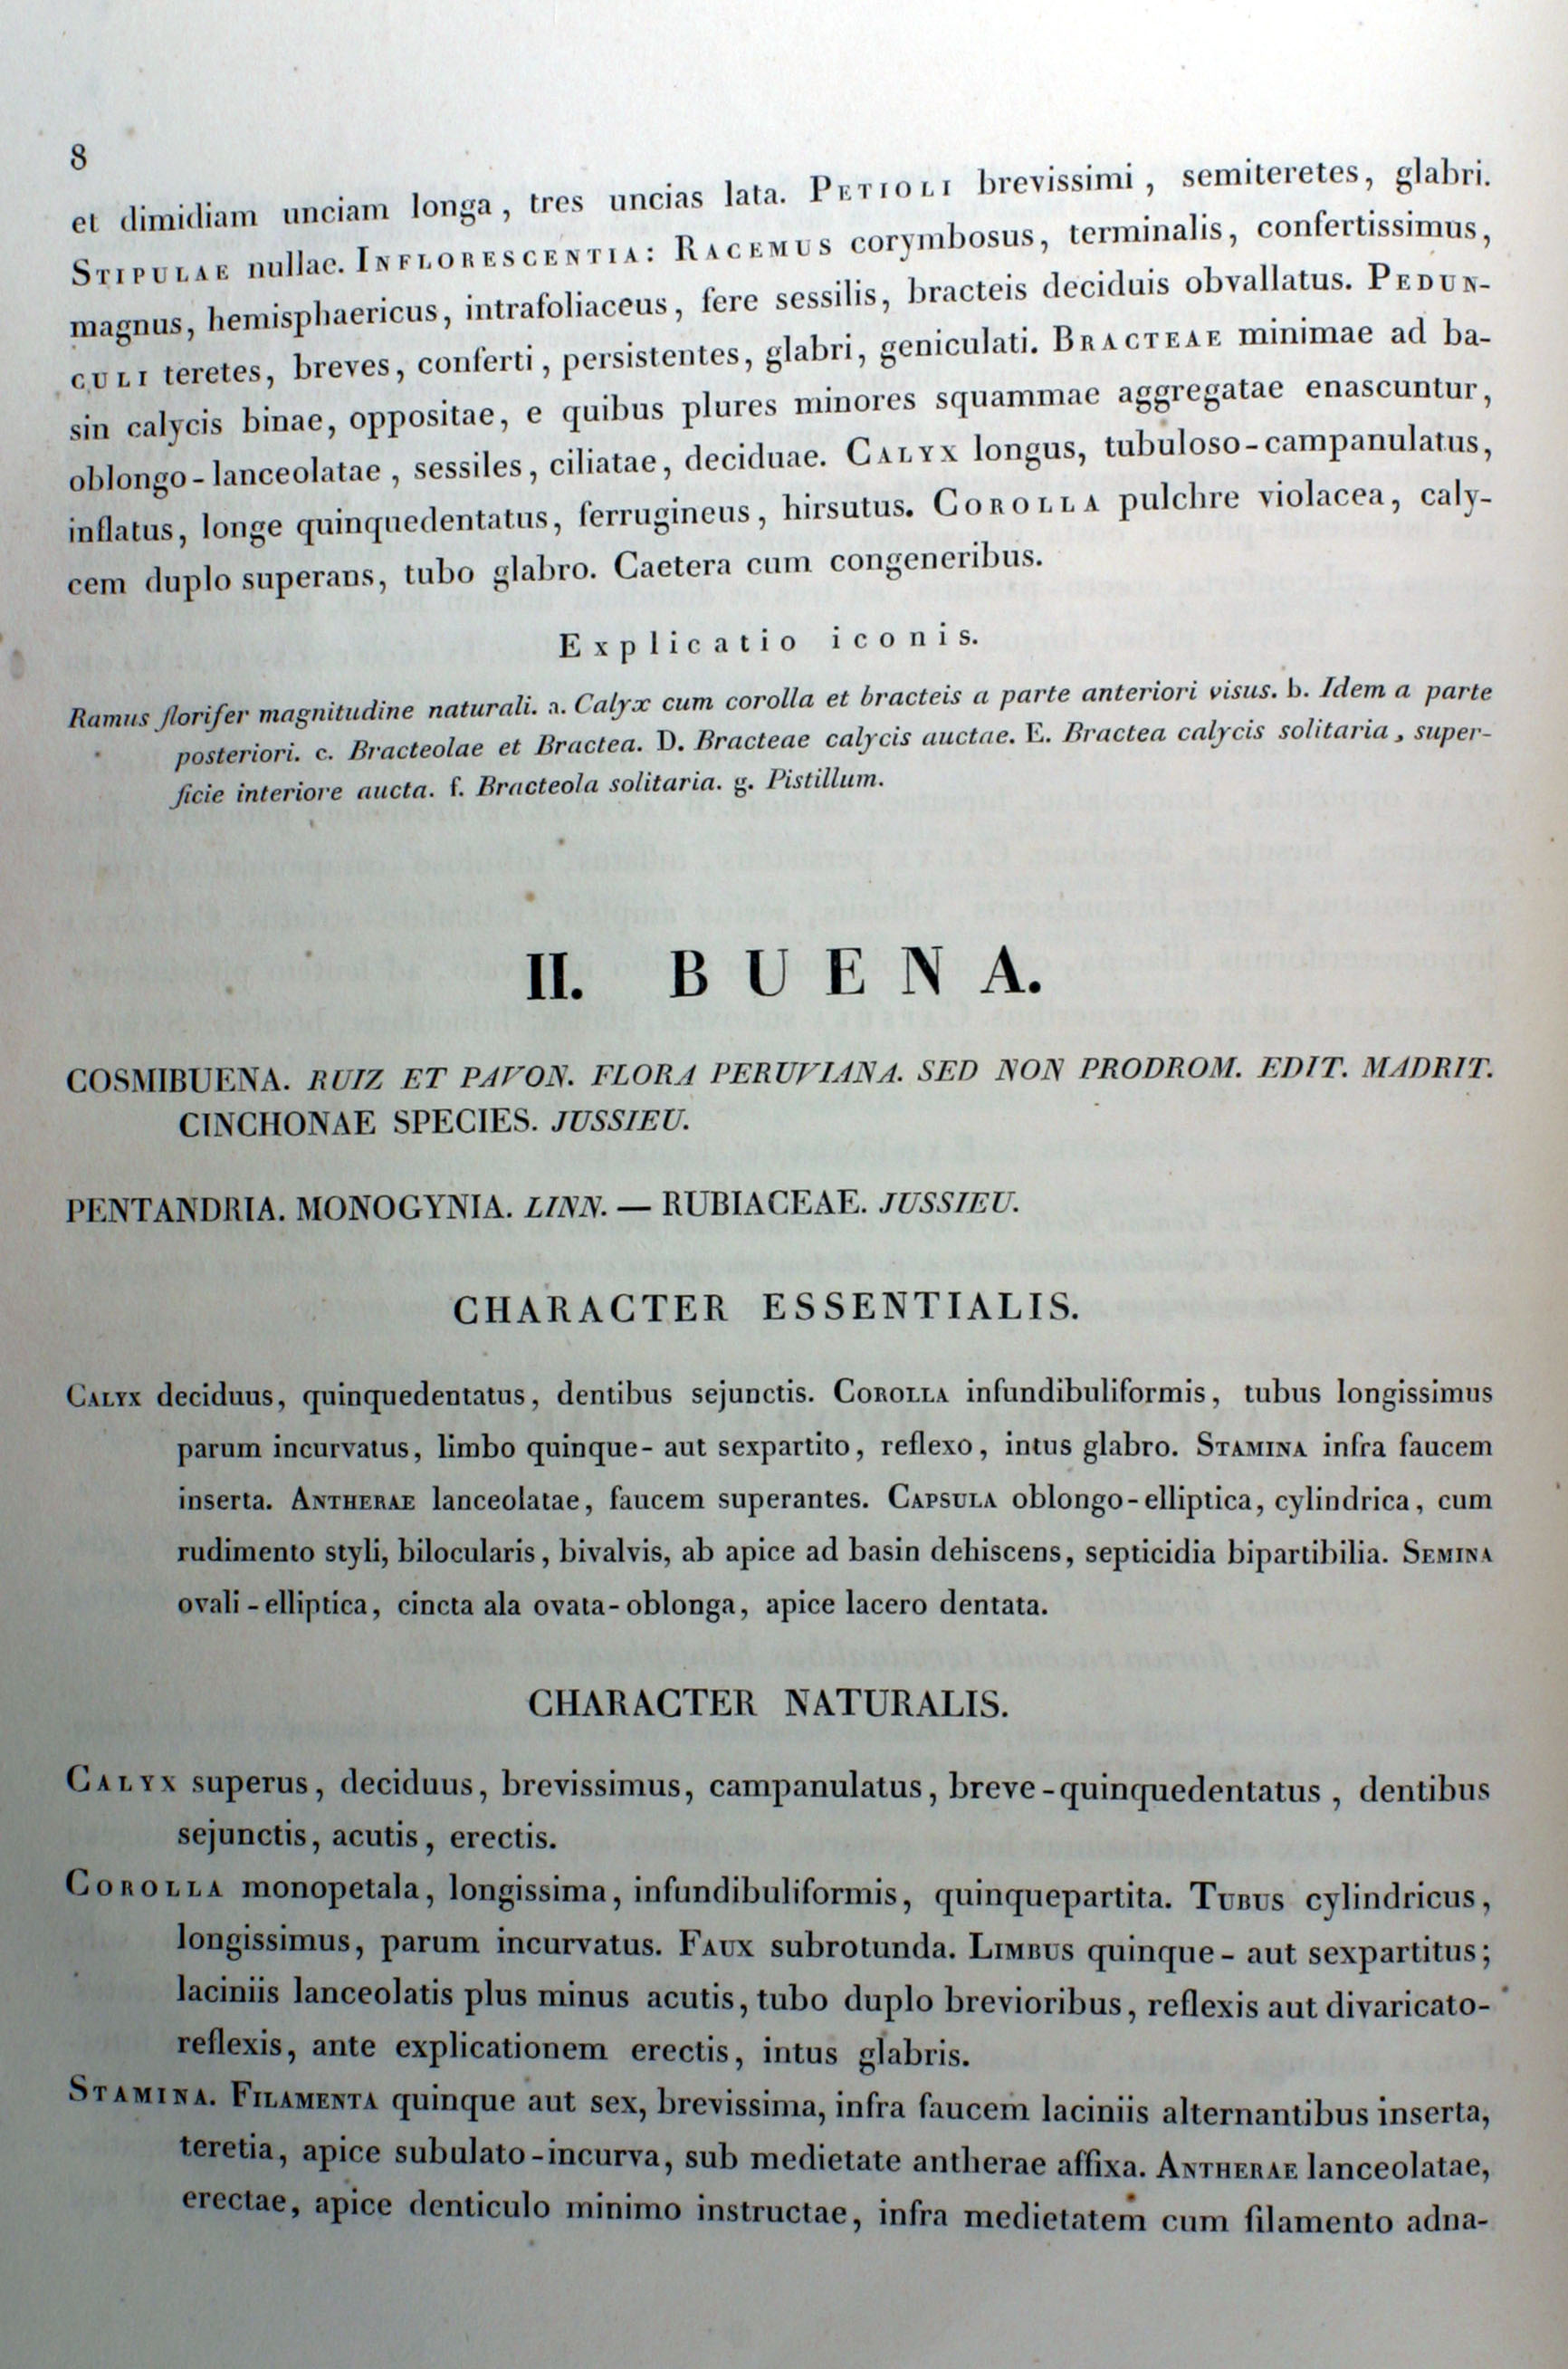 8
et dimidiam unciam longa, tres uncias lata. PETIOLI brevissimi, semiteretes, glabri.
STIPULAE nullae. INFLORESCENTIA: RACEMUS corymbosus, terminalis, confertissimus,
magnus, hemisphaericus, intrafoliaceus, fere sessilis, bracteis deciduis obvallatus. PEDUN-
CULI teretes, breves, conferti, persistentes, glabri, geniculati. BRACTEAE minimae ad ba-
sin calycis binae, oppositae, e quibus plures minores squammae aggregatae enascuntur,
oblongo-lanceolatae, sessiles, ciliatae, deciduae. CALYX longus, tubuloso-campanulatus,
inflatus, longe quinquedentatus, ferrugineus, hirsutus. COROLLA pulchre violacea, caly-
cem duplo superans, tubo glabro. Caetera cum congeneribus.
Explicatio iconis.
Ramus florifer magnitudine naturali. a. Calyx cum corolla et bracteis a parte anteriori visus. b. Idem a parte
posteriori. c. Bracteolae et Bractea. D. Bracteae calycis auctae. E. Bractea calycis solitaria, super-
ficie interiore aucta. f. Bracteola solitaria. g. Pistillum.
II. BUENA.
COSMIBUENA. RUIZ ET PAVON. FLORA PERUVIANA. SED NON PRODROM. EDIT. MADRIT.
CINCHONAE SPECIES. JUSSIEU.
PENTANDRIA. MONOGYNIA. LINN. — RUBIACEAE. JUSSIEU.
CHARACTER ESSENTIALIS.
CALYX deciduus, quinquedentatus, dentibus sejunctis. COROLLA infundibuliformis, tubus longissimus
parum incurvatus, limbo quinque- aut sexpartito, reflexo, intus glabro. STAMINA infra faucem
inserta. ANTHERAE lanceolatae, faucem superantes. CAPSULA oblongo-elliptica, cylindrica, cum
rudimento styli, bilocularis, bivalvis, ab apice ad basin dehiscens, septicidia bipartibilia. SEMINA
ovali-elliptica, cincta ala ovata-oblonga, apice lacero dentata.
CHARACTER NATURALIS.
CALYX superus, deciduus, brevissimus, campanulatus, breve-quinquedentatus, dentibus
sejunctis, acutis, erectis.
COROLLA monopetala, longissima, infundibuliformis, quinquepartita. TUBUS cylindricus,
longissimus, parum incurvatus. FAUX subrotunda. LIMBUS quinque- aut sexpartitus;
laciniis lanceolatis plus minus acutis, tubo duplo brevioribus, reflexis aut divaricato-
reflexis, ante explicationem erectis, intus glabris.
STAMINA. FILAMENTA quinque aut sex, brevissima, infra faucem laciniis alternantibus inserta,
teretia, apice subulato-incurva, sub medietate antherae affixa. ANTHERAE lanceolatae,
erectae, apice denticulo minimo instructae, infra medietatem cum filamento adna-